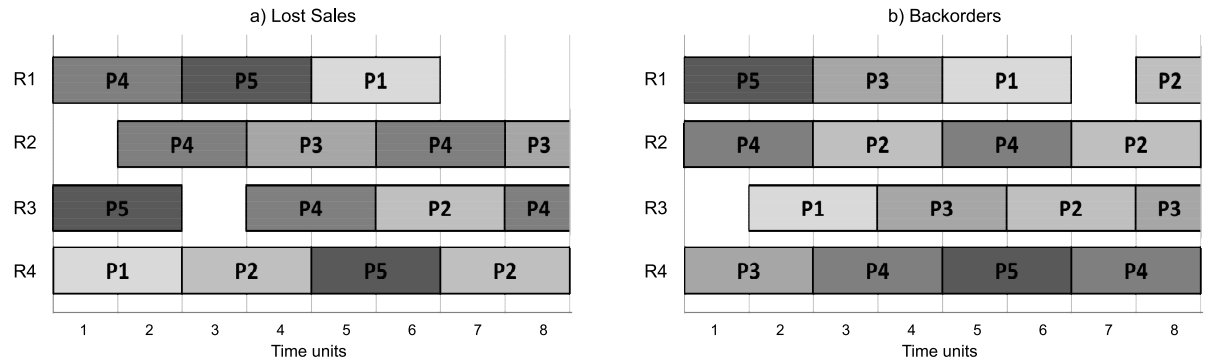 a) Lost Sales
R1 P4 P5 P1
R2 P4 P3 P4 P3
R3 P5 P4 P2 P4
R4 P1 P2 P5 P2
1 2 3 4 5 6 7 8
Time units
b) Backorders
R1 P5 P3 P1 P2
R2 P4 P2 P4 P2
R3 P1 P3 P2 P3
R4 P3 P4 P5 P4
1 2 3 4 5 6 7 8
Time units